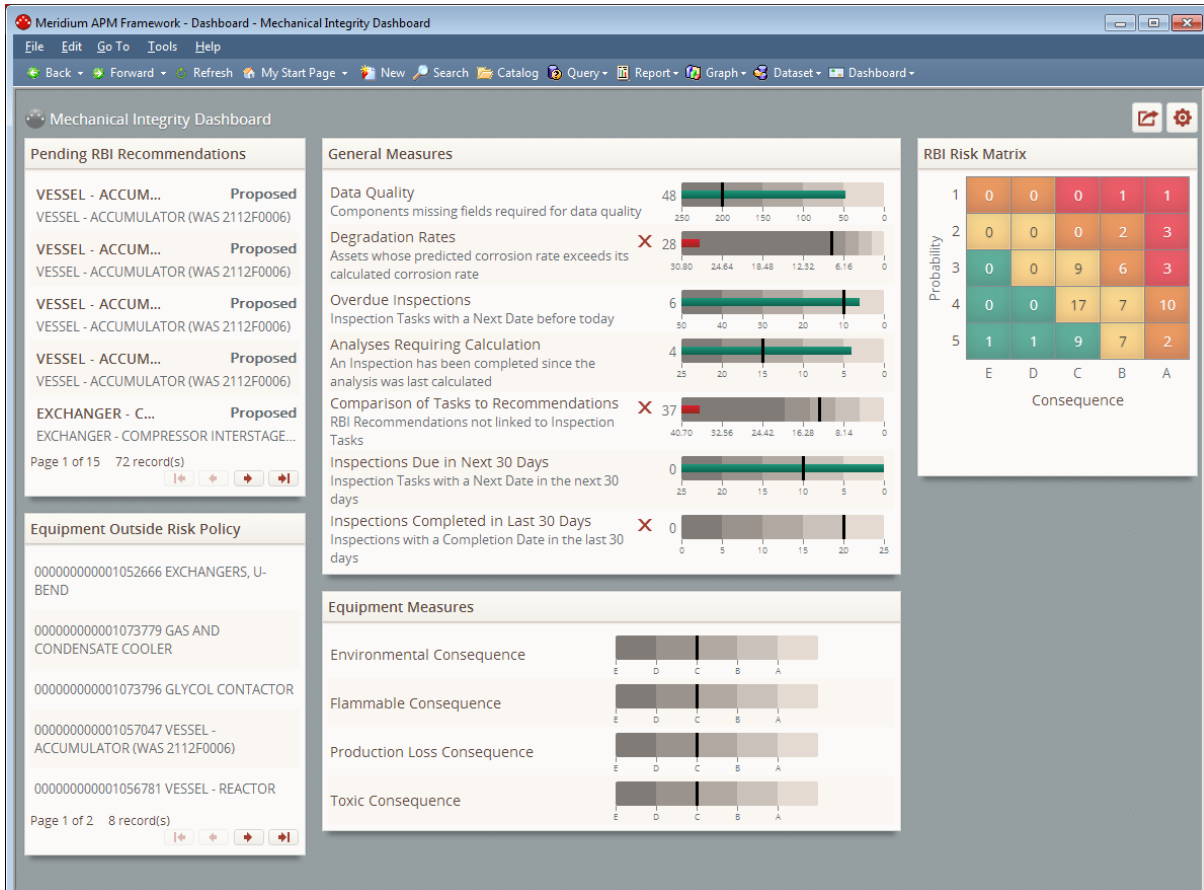 Meridium APM Framework - Dashboard - Mechanical Integrity Dashboard
File Edit Go To Tools Help
Back Forward Refresh My Start Page New Search Catalog Query Report Graph Dataset Dashboard
Mechanical Integrity Dashboard
Pending RBI Recommendations
VESSEL - ACCUM... Proposed
VESSEL - ACCUMULATOR (WAS 2112F0006)
VESSEL - ACCUM... Proposed
VESSEL - ACCUMULATOR (WAS 2112F0006)
VESSEL - ACCUM... Proposed
VESSEL - ACCUMULATOR (WAS 2112F0006)
VESSEL - ACCUM... Proposed
VESSEL - ACCUMULATOR (WAS 2112F0006)
EXCHANGER - C... Proposed
EXCHANGER - COMPRESSOR INTERSTAGE...
Page 1 of 15 72 record(s)
Equipment Outside Risk Policy
000000000001052666 EXCHANGERS, U-
BEND
000000000001073779 GAS AND
CONDENSATE COOLER
000000000001073796 GLYCOL CONTACTOR
000000000001057047 VESSEL -
ACCUMULATOR (WAS 2112F0006)
000000000001056781 VESSEL - REACTOR
Page 1 of 2 8 record(s)
General Measures
Data Quality 48
Components missing fields required for data quality
250 200 150 100 50 0
Degradation Rates X 28
Assets whose predicted corrosion rate exceeds its
calculated corrosion rate
30.80 24.64 18.48 12.32 6.16 0
Overdue Inspections 6
Inspection Tasks with a Next Date before today
50 40 30 20 10 0
Analyses Requiring Calculation 4
An Inspection has been completed since the
analysis was last calculated
25 20 15 10 5 0
Comparison of Tasks to Recommendations X 37
RBI Recommendations not linked to Inspection
Tasks
40.70 32.56 24.42 16.28 8.14 0
Inspections Due in Next 30 Days 0
Inspection Tasks with a Next Date in the next 30
days
25 20 15 10 5 0
Inspections Completed in Last 30 Days X 0
Inspections with a Completion Date in the last 30
days
0 5 10 15 20 25
Equipment Measures
Environmental Consequence
E D C B A
Flammable Consequence
E D C B A
Production Loss Consequence
E D C B A
Toxic Consequence
E D C B A
RBI Risk Matrix
Probability
1 0 0 0 1 1
2 0 0 0 2 3
3 0 0 9 6 3
4 0 0 17 7 10
5 1 1 9 7 2
E D C B A
Consequence